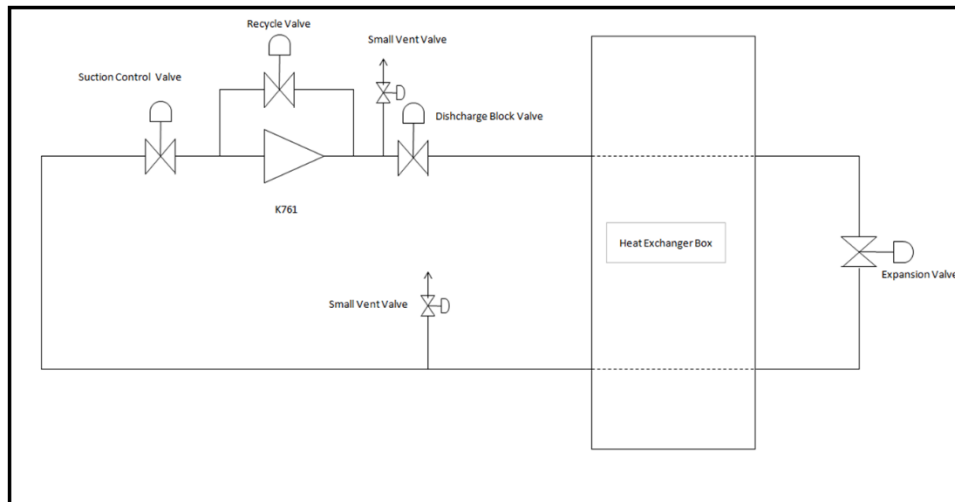 Recycle Valve
Small Vent Valve
Suction Control Valve
Dishcharge Block Valve
K761
Heat Exchanger Box
Expansion Valve
Small Vent Valve